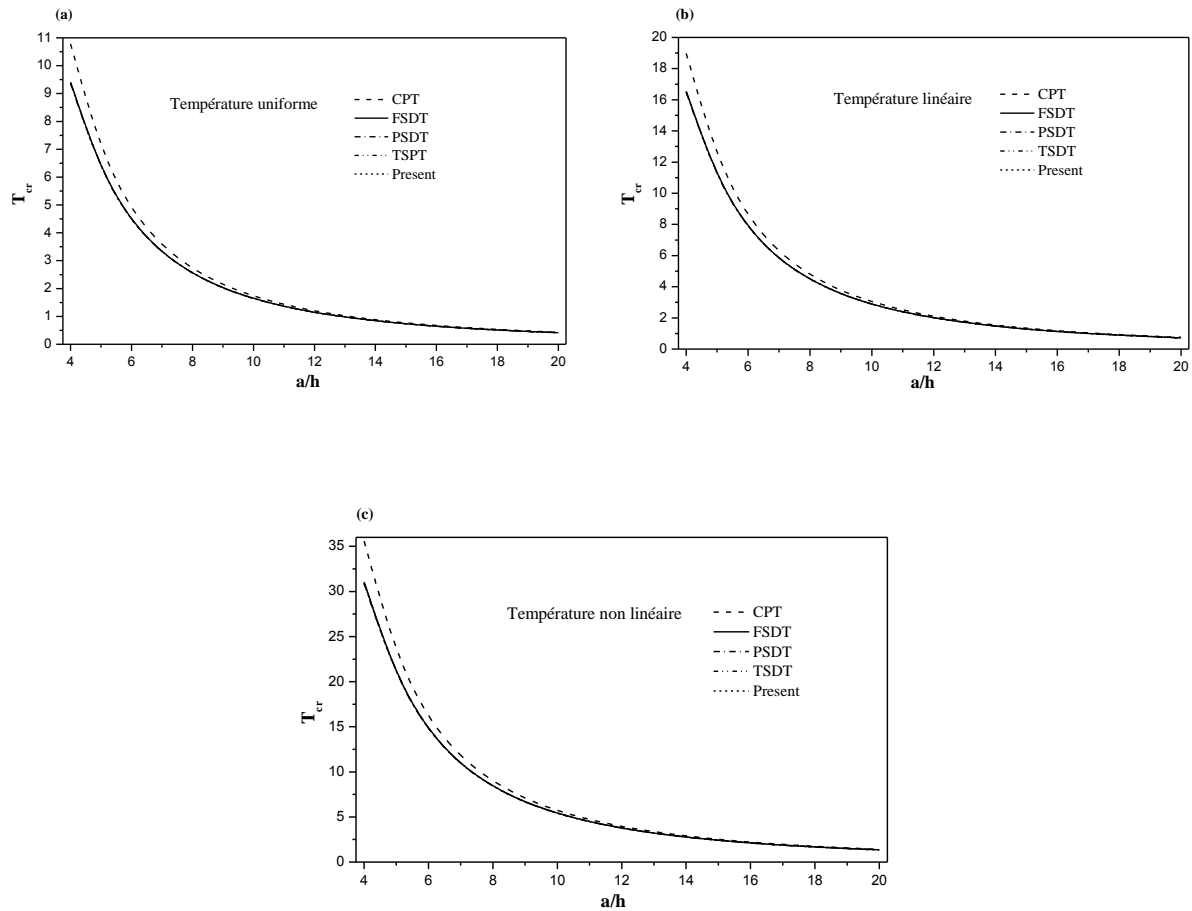 (a)
11
10
9
8
7
6
5
4
3
2
1
0
T_cr
Température uniforme
CPT
FSDT
PSDT
TSPT
Present
4 6 8 10 12 14 16 18 20
a/h
(b)
20
18
16
14
12
10
8
6
4
2
0
T_cr
Température linéaire
CPT
FSDT
PSDT
TSDT
Present
4 6 8 10 12 14 16 18 20
a/h
(c)
35
30
25
20
15
10
5
0
T_cr
Température non linéaire
CPT
FSDT
PSDT
TSDT
Present
4 6 8 10 12 14 16 18 20
a/h